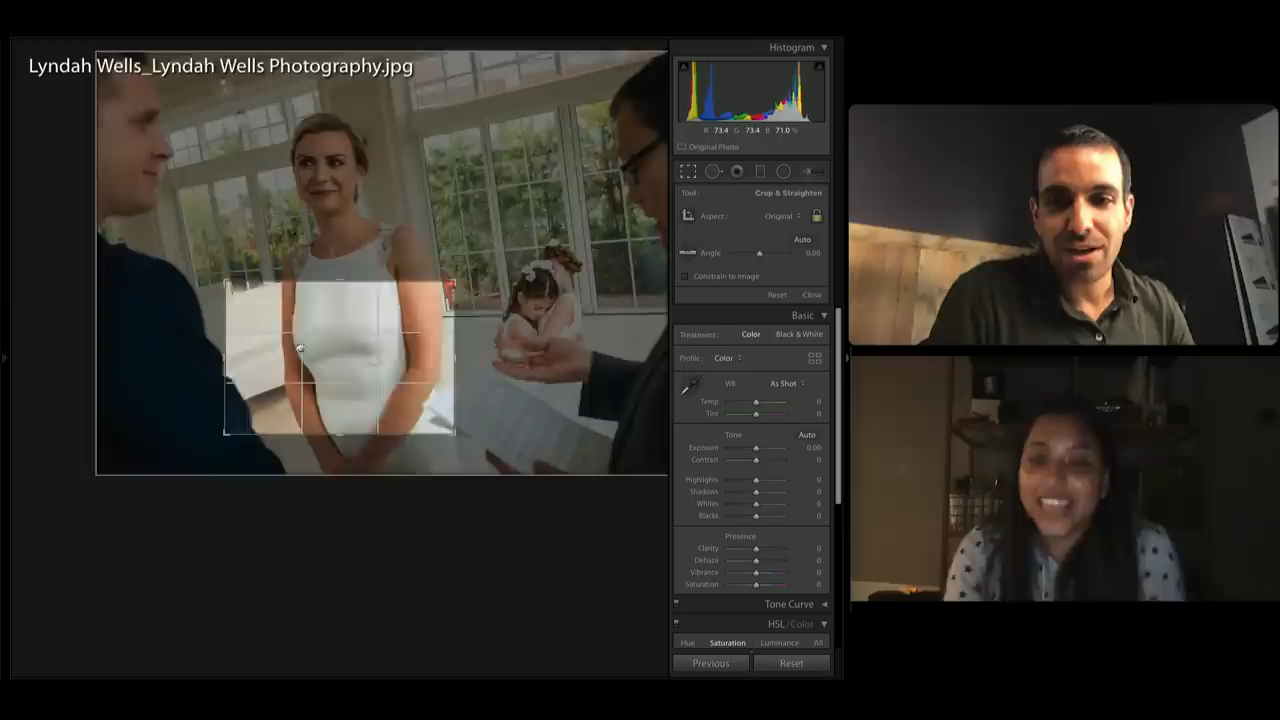 Lyndah Wells_Lyndah Wells Photography.jpg
Histogram
R 73.4 G 73.4 B 71.0 %
Original Photo
Tool: Crop & Straighten
Aspect: Original
Auto
Angle 0.00
Constrain to Image
Reset Close
Basic
Treatment: Color Black & White
Profile: Color
WB: As Shot
Temp 0
Tint 0
Tone Auto
Exposure 0.00
Contrast 0
Highlights 0
Shadows 0
Whites 0
Blacks 0
Presence
Clarity 0
Dehaze 0
Vibrance 0
Saturation 0
Tone Curve
HSL / Color
Hue Saturation Luminance All
Previous Reset